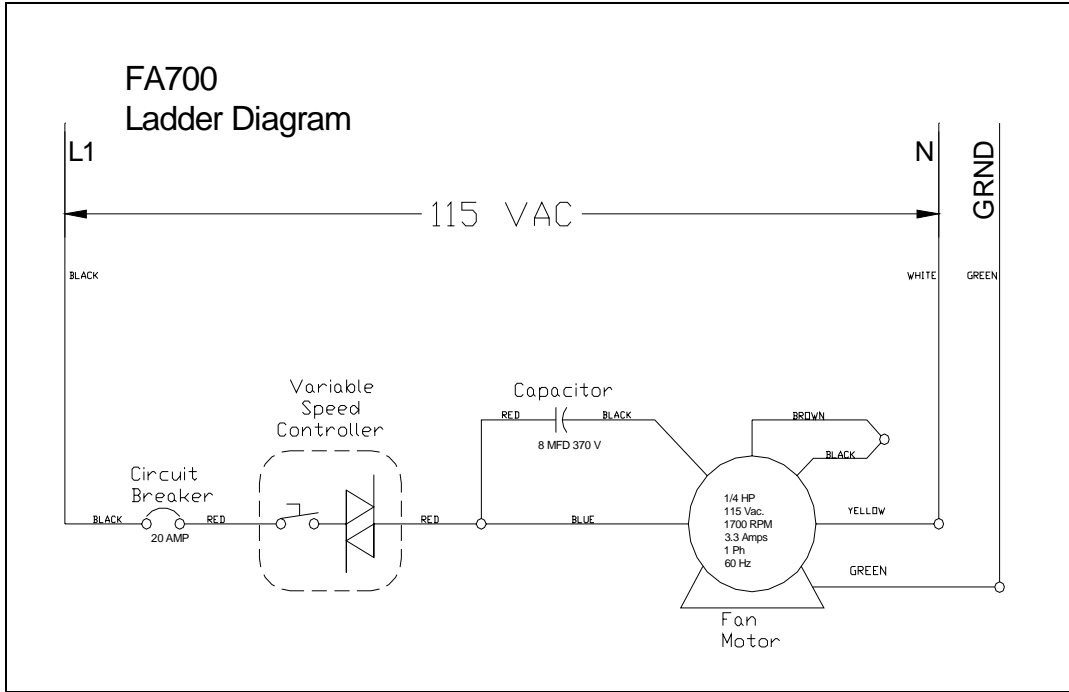 FA700
Ladder Diagram
L1
N
GRND
115 VAC
BLACK
WHITE
GREEN
Variable
Speed
Controller
Capacitor
RED
BLACK
8 MFD 370 V
BROWN
BLACK
Circuit
Breaker
BLACK
RED
20 AMP
RED
BLUE
1/4 HP
115 Vac.
1700 RPM
3.3 Amps
1 Ph
60 Hz
YELLOW
GREEN
Fan
Motor